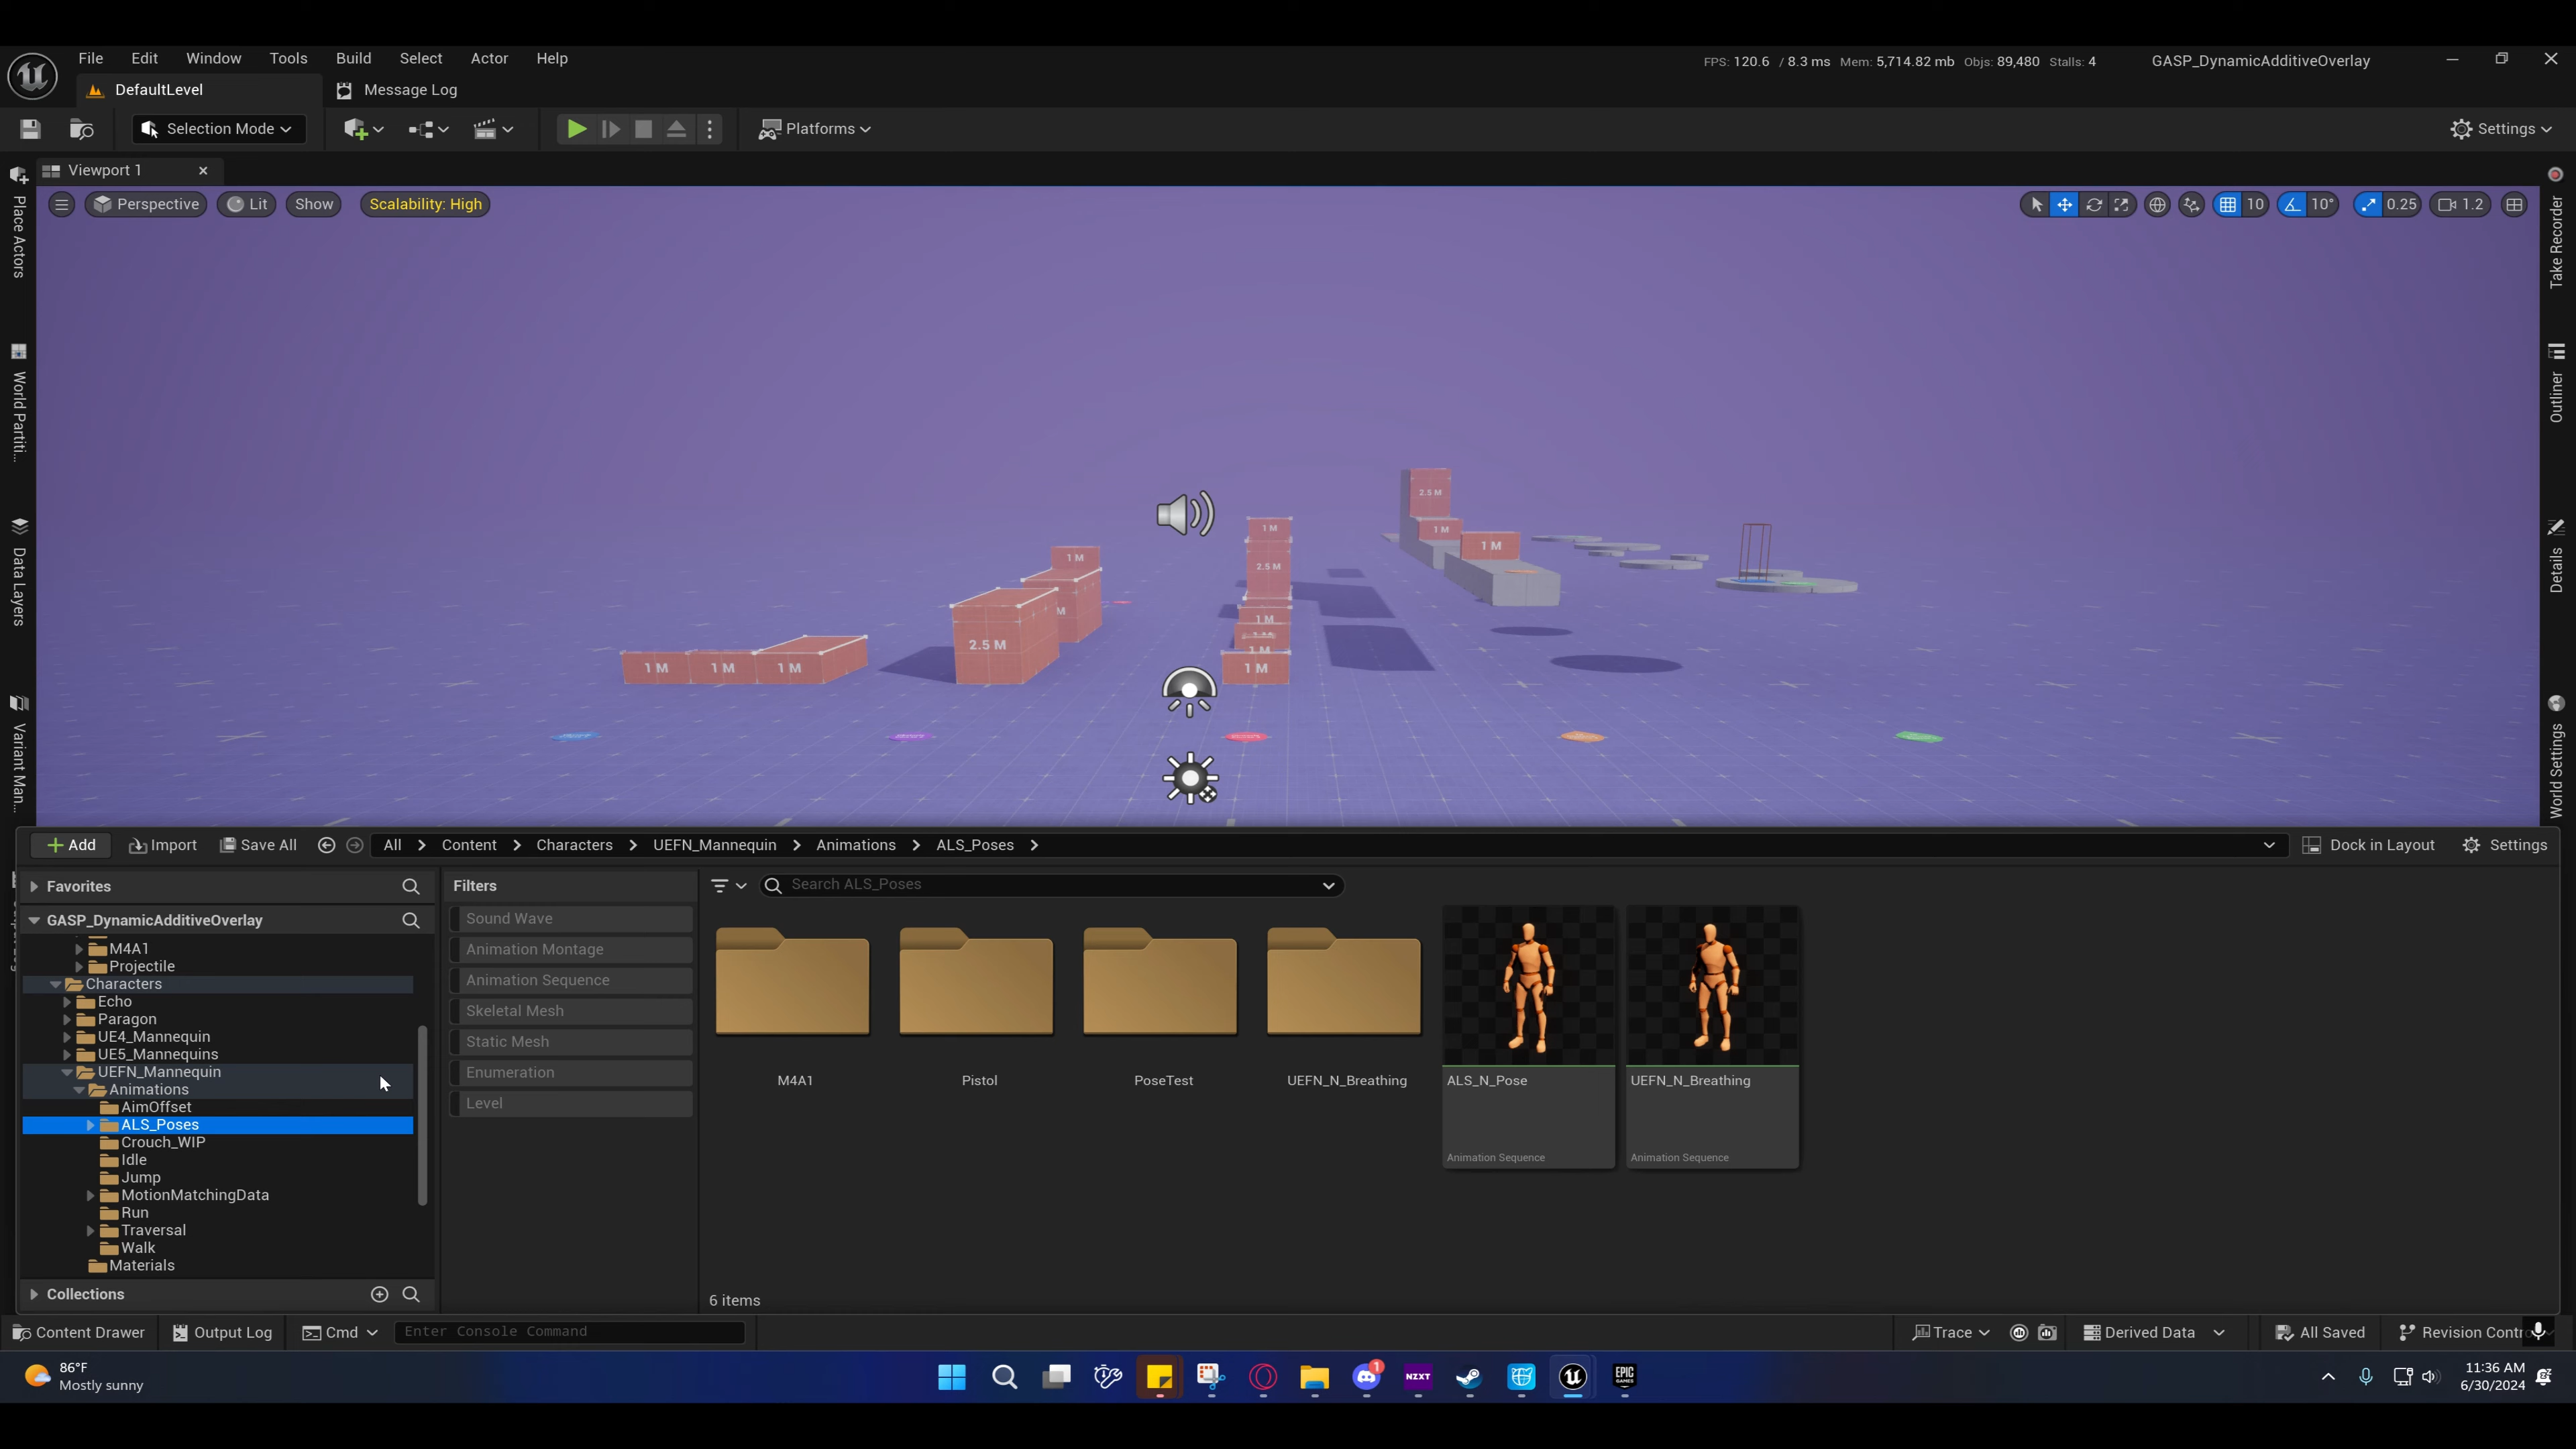 File Edit Window Tools Build Select Actor Help
FPS: 120.6 / 8.3 ms Mem: 5,714.82 mb Objs: 89,480 Stalls: 4
GASP_DynamicAdditiveOverlay
DefaultLevel
Message Log
Selection Mode
Platforms
Settings
Viewport 1
Perspective
Lit
Show
Scalability: High
10
10°
0.25
1.2
Place Actors
World Partiti...
Data Layers
Variant Man...
Take Recorder
Outliner
Details
World Settings
2.5 M
1 M
1 M
1 M
1 M
2.5 M
M
1 M
2.5 M
1 M
1 M
1 M
1 M
1 M
1 M
Add
Import
Save All
All > Content > Characters > UEFN_Mannequin > Animations > ALS_Poses >
Dock in Layout
Settings
Favorites
GASP_DynamicAdditiveOverlay
M4A1
Projectile
Characters
Echo
Paragon
UE4_Mannequin
UE5_Mannequins
UEFN_Mannequin
Animations
AimOffset
ALS_Poses
Crouch_WIP
Idle
Jump
MotionMatchingData
Run
Traversal
Walk
Materials
Collections
Filters
Sound Wave
Animation Montage
Animation Sequence
Skeletal Mesh
Static Mesh
Enumeration
Level
Search ALS_Poses
M4A1
Pistol
PoseTest
UEFN_N_Breathing
ALS_N_Pose
Animation Sequence
UEFN_N_Breathing
Animation Sequence
6 items
Content Drawer
Output Log
Cmd
Enter Console Command
Trace
Derived Data
All Saved
Revision Contro
86°F
Mostly sunny
1
NZXT
EPIC
GAMES
11:36 AM
6/30/2024